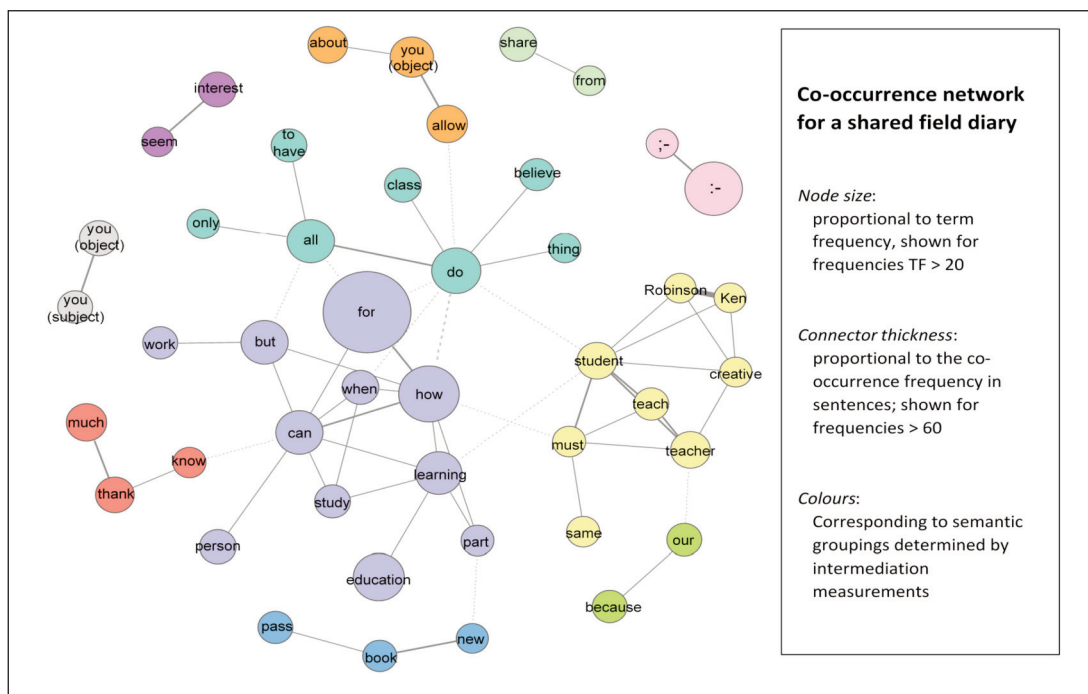 about
you
(object)
share
from
interest
seem
allow
to
have
;-
:-
class
believe
only
all
do
thing
you
(object)
you
(subject)
Robinson
Ken
for
work
but
student
creative
when
how
teach
much
can
must
teacher
know
learning
thank
study
same
person
part
our
education
because
pass
new
book
Co-occurrence network
for a shared field diary
Node size:
proportional to term
frequency, shown for
frequencies TF > 20
Connector thickness:
proportional to the co-
occurrence frequency in
sentences; shown for
frequencies > 60
Colours:
Corresponding to semantic
groupings determined by
intermediation
measurements